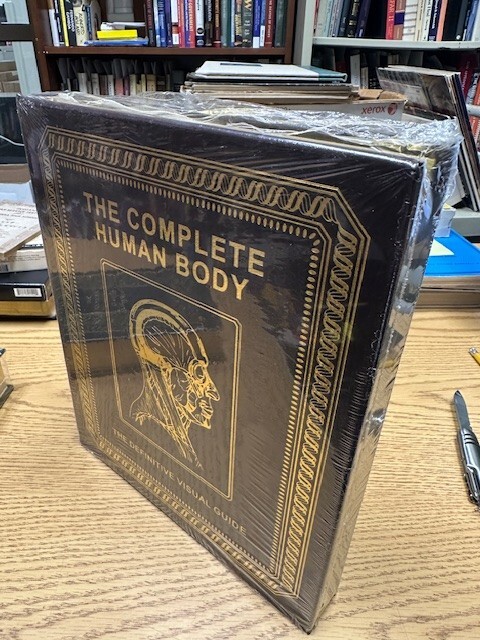 THE COMPLETE
HUMAN BODY
THE DEFINITIVE VISUAL GUIDE
xerox